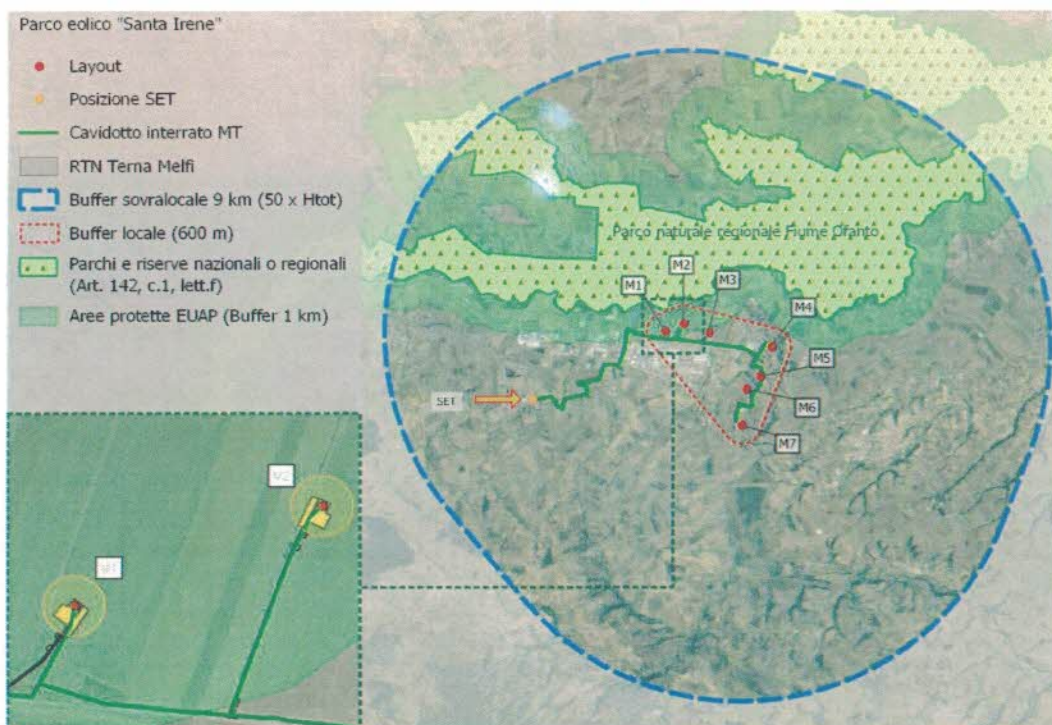 Parco eolico "Santa Irene"
Layout
Posizione SET
Cavidotto interrato MT
RTN Terna Melfi
Buffer sovralocale 9 km (50 x Htot)
Buffer locale (600 m)
Parchi e riserve nazionali o regionali
(Art. 142, c.1, lett.f)
Aree protette EUAP (Buffer 1 km)
Parco naturale regionale Fiume Ofanto
M1
M2
M3
M4
M5
M6
M7
SET
M2
M1